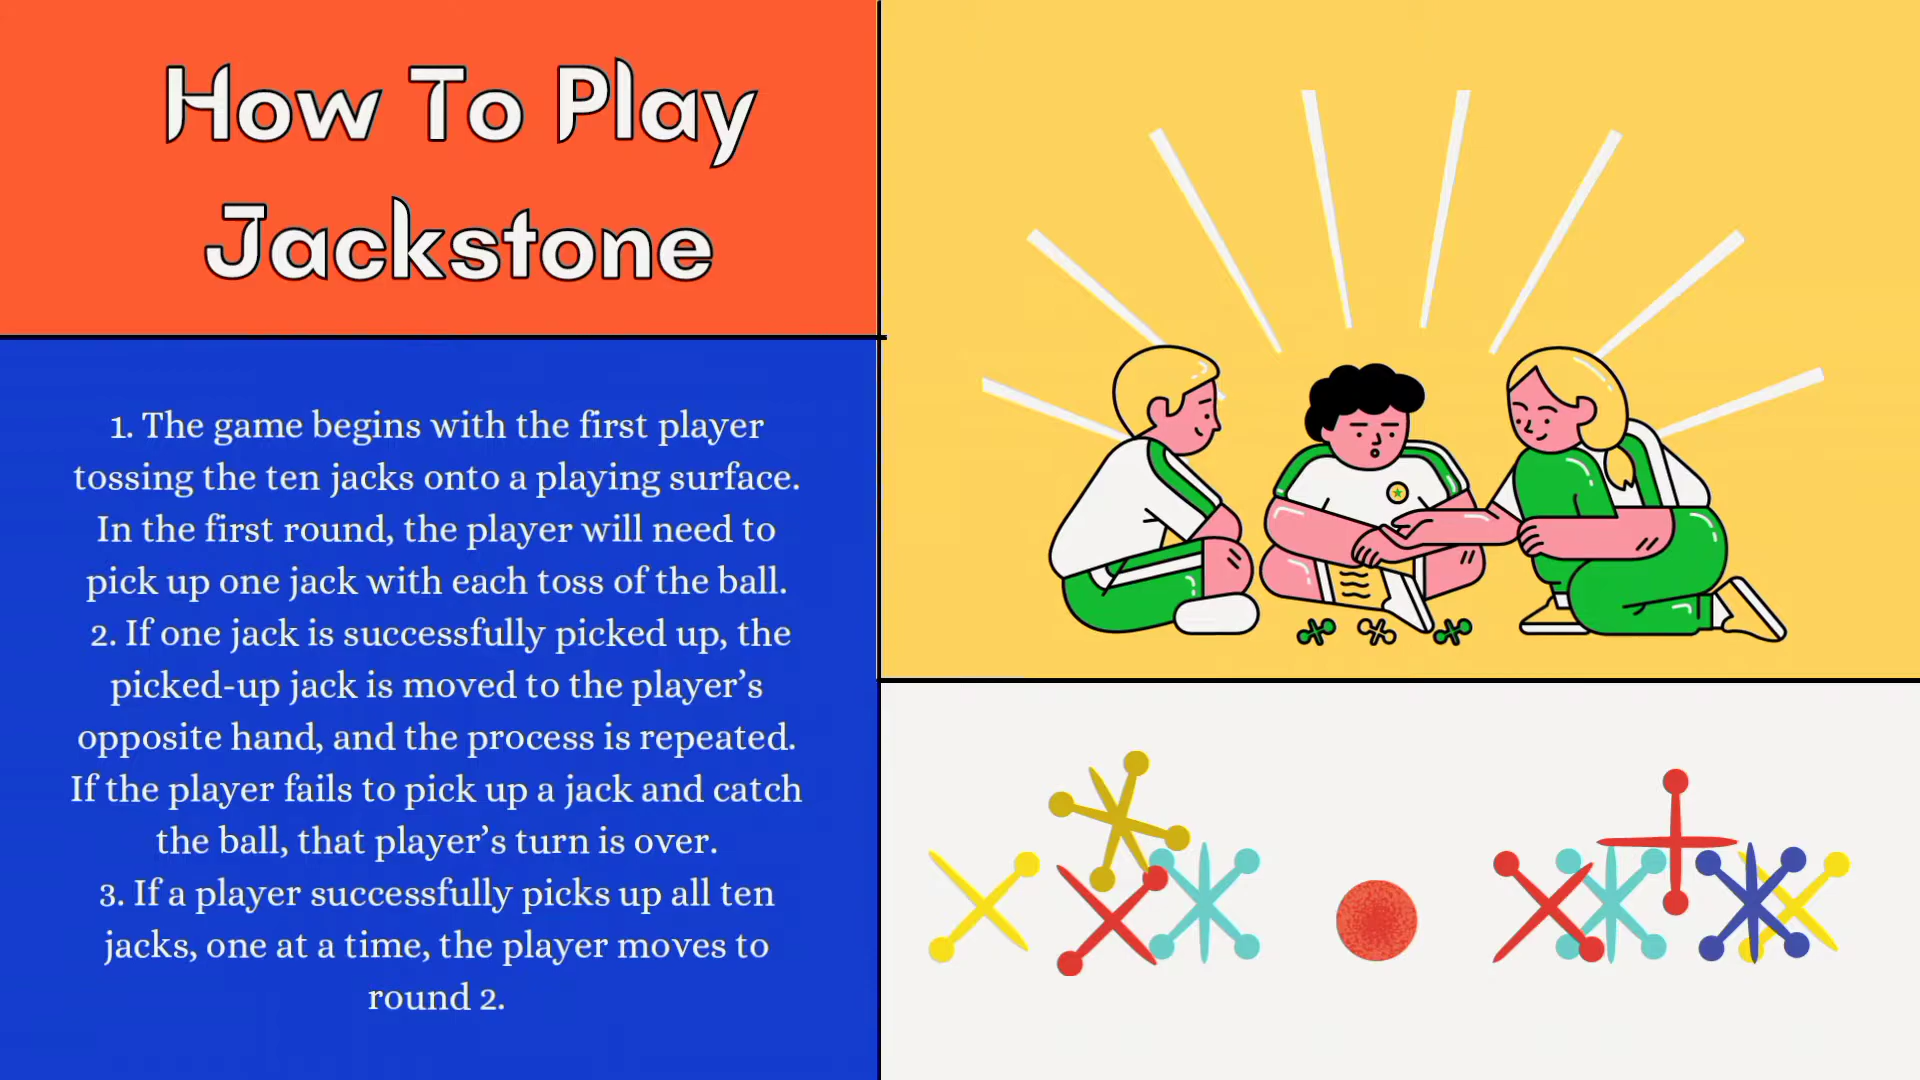 How To Play
Jackstone
1. The game begins with the first player
tossing the ten jacks onto a playing surface.
In the first round, the player will need to
pick up one jack with each toss of the ball.
2. If one jack is successfully picked up, the
picked-up jack is moved to the player’s
opposite hand, and the process is repeated.
If the player fails to pick up a jack and catch
the ball, that player’s turn is over.
3. If a player successfully picks up all ten
jacks, one at a time, the player moves to
round 2.